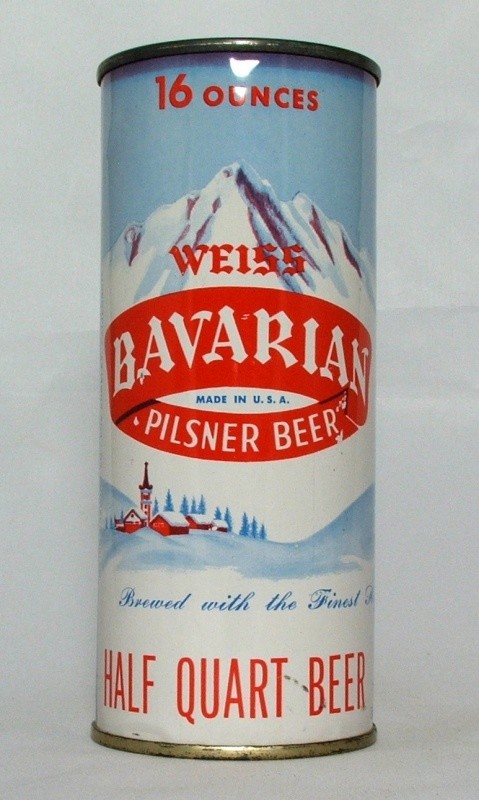 16 OUNCES
WEISS
BAVARIAN
MADE IN U.S.A.
PILSNER BEER
Brewed with the Finest
HALF QUART BEER